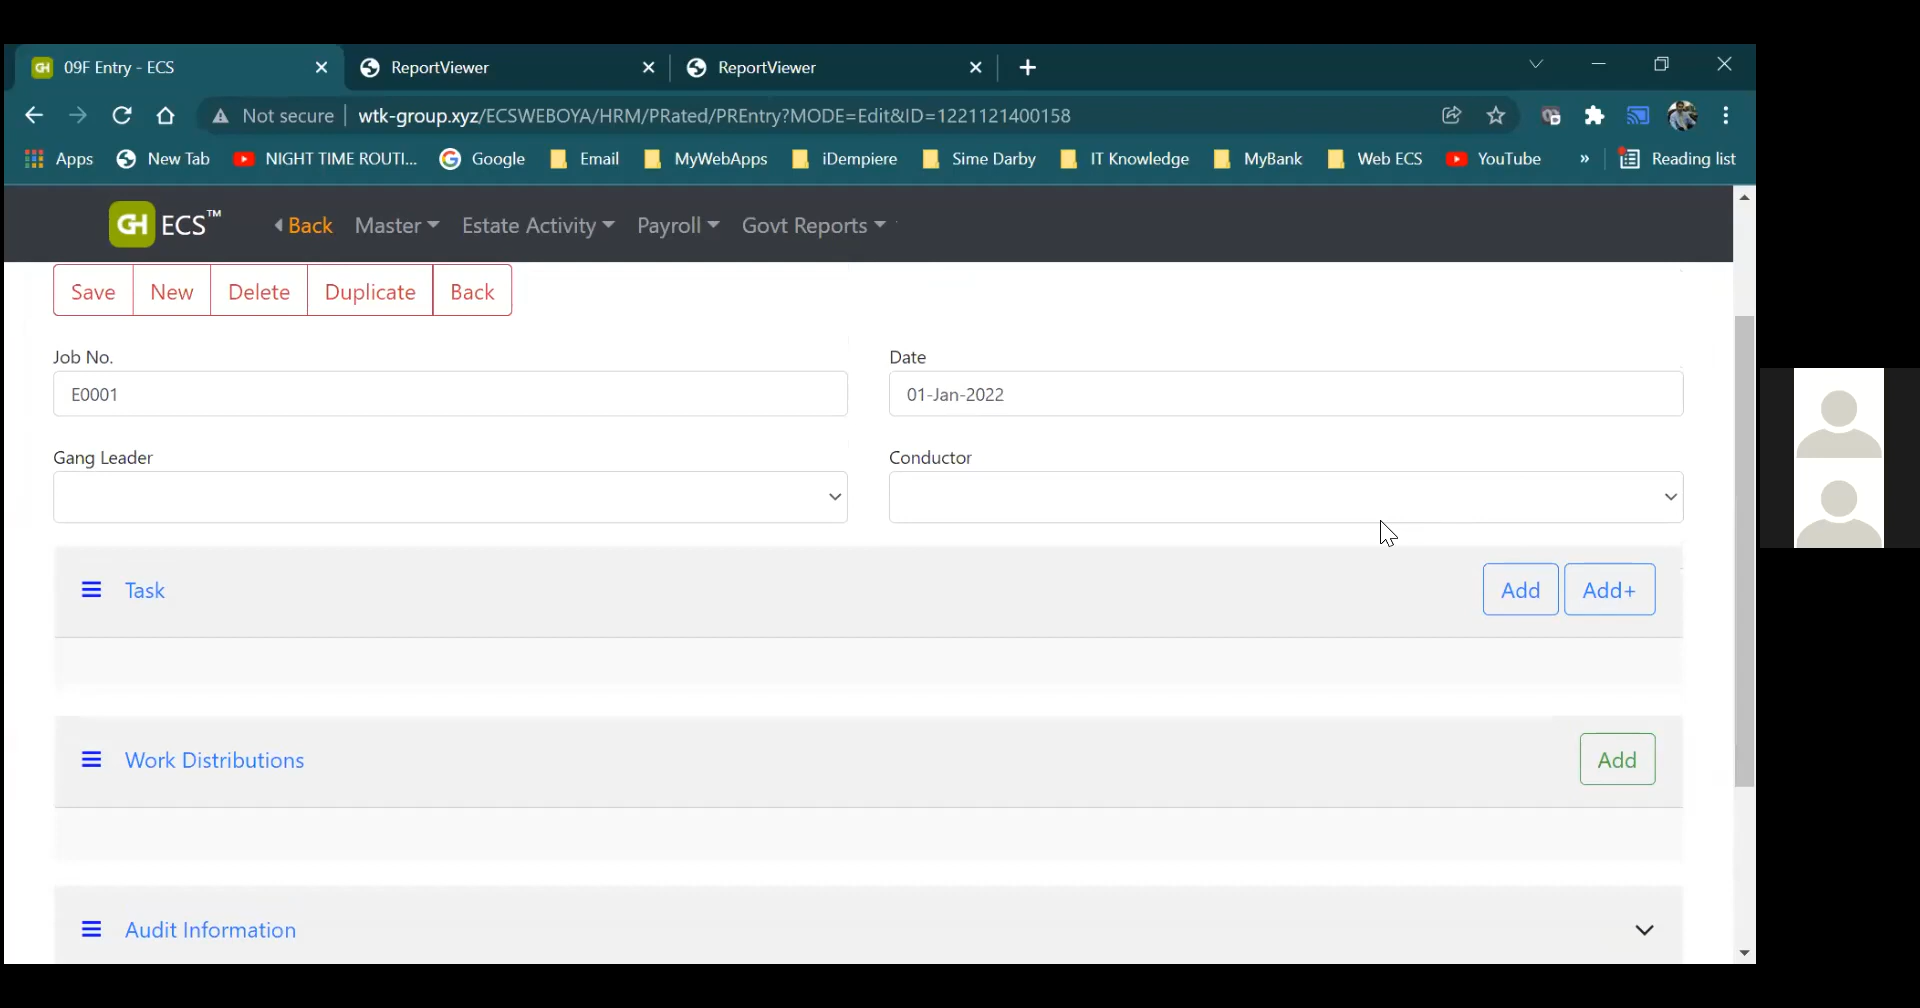 09F Entry - ECS
ReportViewer
ReportViewer
Not secure
wtk-group.xyz/ECSWEBOYA/HRM/PRated/PREntry?MODE=Edit&ID=1221121400158
Apps New Tab NIGHT TIME ROUTI... Google Email MyWebApps iDempiere Sime Darby IT Knowledge MyBank Web ECS YouTube » Reading list
GH ECS™ Back Master Estate Activity Payroll Govt Reports
Save New Delete Duplicate Back
Job No. Date
E0001 01-Jan-2022
Gang Leader Conductor
Task Add Add+
Work Distributions Add
Audit Information